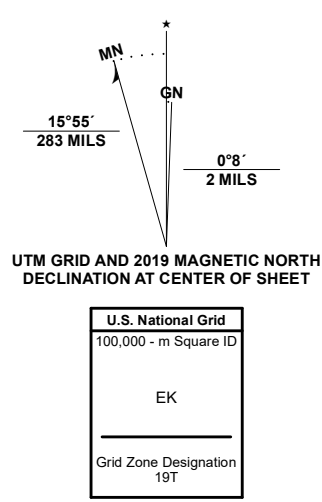 ★
MN
GN
15°55´
283 MILS
0°8´
2 MILS
UTM GRID AND 2019 MAGNETIC NORTH
DECLINATION AT CENTER OF SHEET
U.S. National Grid
100,000 - m Square ID
EK
Grid Zone Designation
19T